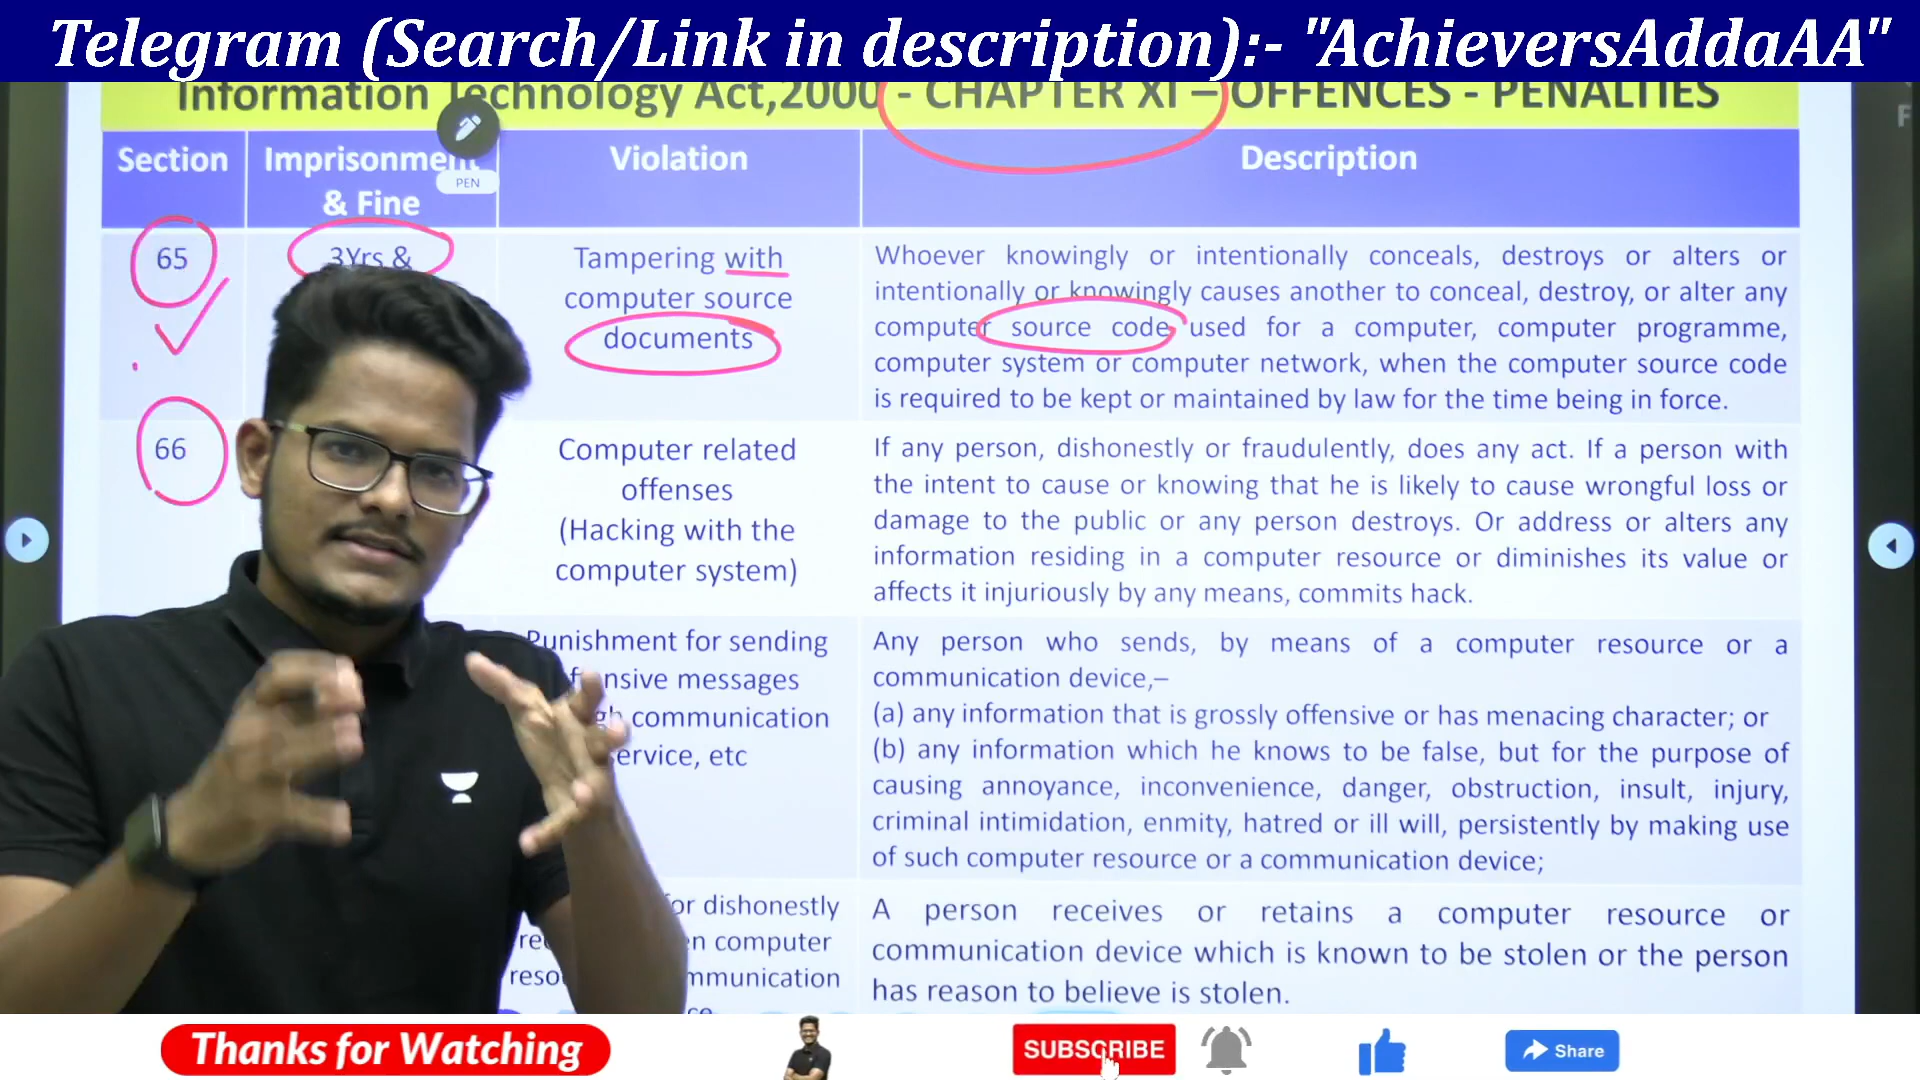 Telegram (Search/Link in description):- "AchieversAddaAA"
Information Technology Act,2000 - CHAPTER XI – OFFENCES - PENALITIES
Section
Imprisonment
& Fine
Violation
Description
PEN
65
3Yrs &
Tampering with
computer source
documents
Whoever knowingly or intentionally conceals, destroys or alters or
intentionally or knowingly causes another to conceal, destroy, or alter any
computer source code used for a computer, computer programme,
computer system or computer network, when the computer source code
is required to be kept or maintained by law for the time being in force.
66
Computer related
offenses
(Hacking with the
computer system)
If any person, dishonestly or fraudulently, does any act. If a person with
the intent to cause or knowing that he is likely to cause wrongful loss or
damage to the public or any person destroys. Or address or alters any
information residing in a computer resource or diminishes its value or
affects it injuriously by any means, commits hack.
Punishment for sending
nsive messages
communication
ervice, etc
Any person who sends, by means of a computer resource or a
communication device,–
(a) any information that is grossly offensive or has menacing character; or
(b) any information which he knows to be false, but for the purpose of
causing annoyance, inconvenience, danger, obstruction, insult, injury,
criminal intimidation, enmity, hatred or ill will, persistently by making use
of such computer resource or a communication device;
or dishonestly
n computer
reso mmunication
A person receives or retains a computer resource or
communication device which is known to be stolen or the person
has reason to believe is stolen.
Thanks for Watching
SUBSCRIBE
Share